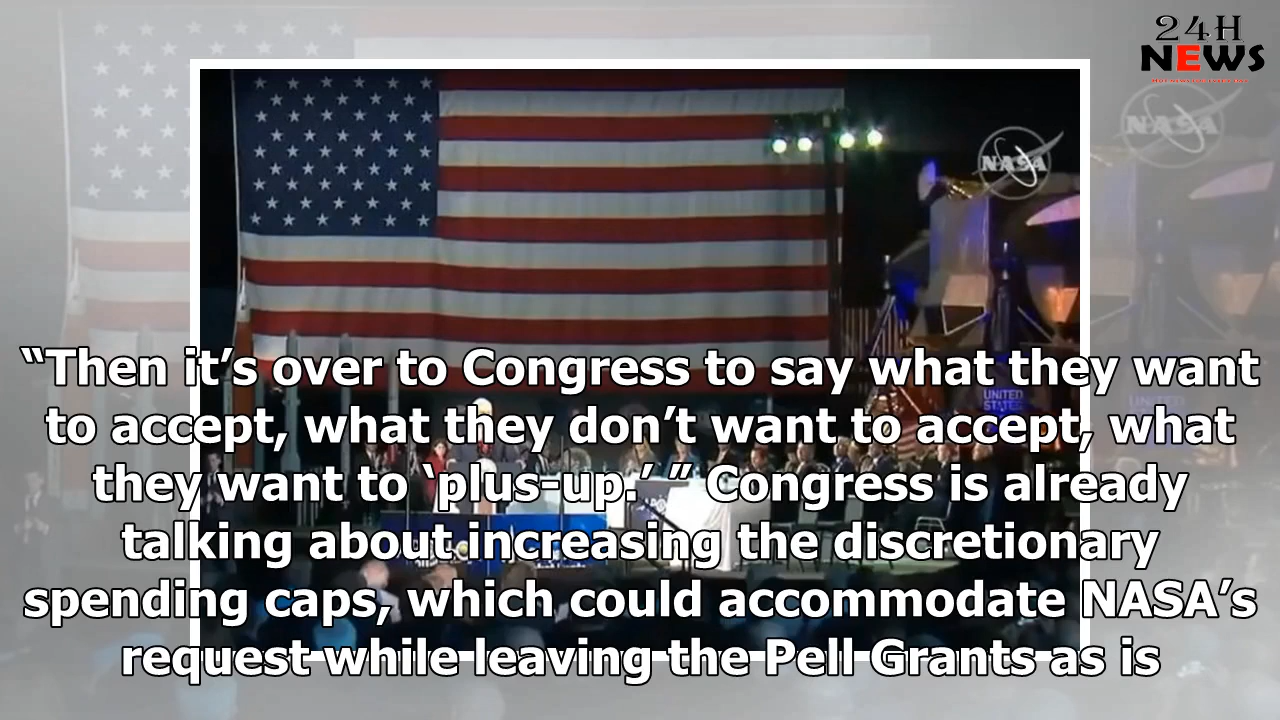 24H
NEWS
NASA
NASA
UNITED
STATES
“Then it’s over to Congress to say what they want
to accept, what they don’t want to accept, what
they want to ‘plus-up.’ ” Congress is already
talking about increasing the discretionary
spending caps, which could accommodate NASA’s
request while leaving the Pell Grants as is